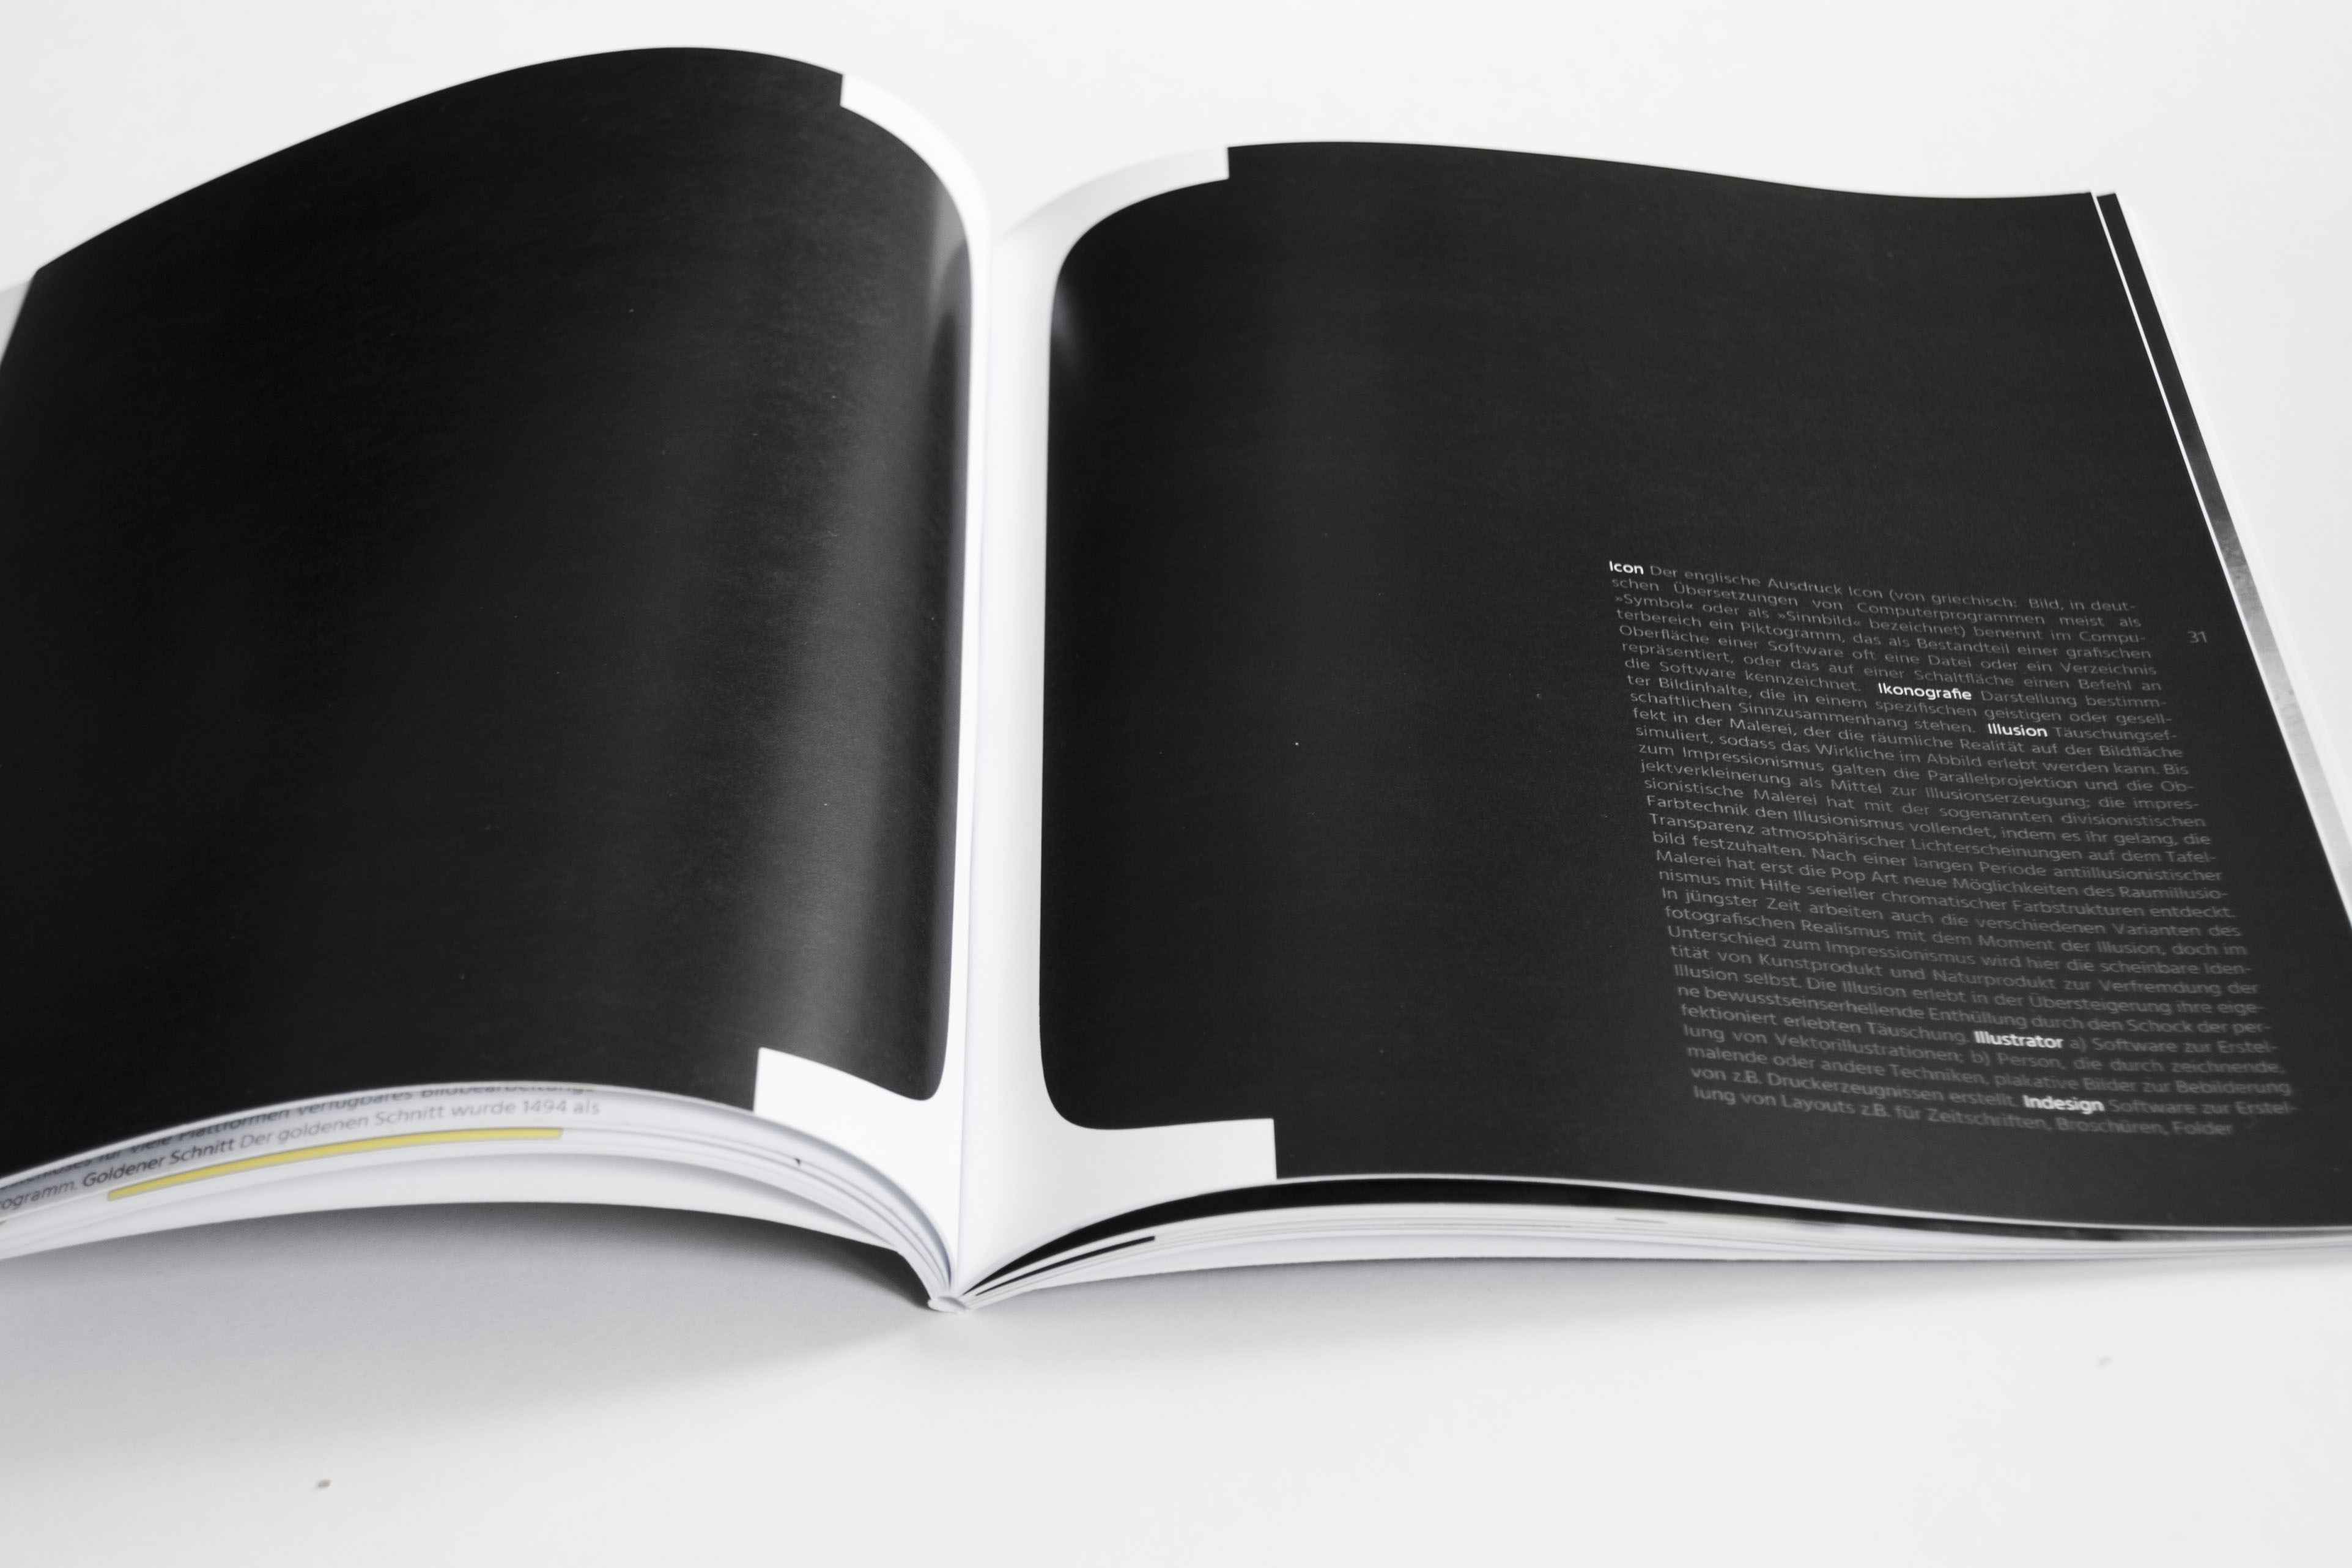 Icon Der englische Ausdruck Icon (von griechisch: Bild, in deut-
schen Übersetzungen von Computerprogrammen meist als
»Symbol« oder als »Sinnbild« bezeichnet) benennt im Compu-
terbereich ein Piktogramm, das als Bestandteil einer grafischen
Oberfläche einer Software oft eine Datei oder ein Verzeichnis
repräsentiert, oder das auf einer Schaltfläche einen Befehl an
die Software kennzeichnet. Ikonografie Darstellung bestimm-
ter Bildinhalte, die in einem spezifischen geistigen oder gesell-
schaftlichen Sinnzusammenhang stehen. Illusion Täuschungsef-
fekt in der Malerei, der die räumliche Realität auf der Bildfläche
simuliert, sodass das Wirkliche im Abbild erlebt werden kann. Bis
zum Impressionismus galten die Parallelprojektion und die Ob-
jektverkleinerung als Mittel zur Illusionserzeugung; die impres-
sionistische Malerei hat mit der sogenannten divisionistischen
Farbtechnik den Illusionismus vollendet, indem es ihr gelang, die
Transparenz atmosphärischer Lichterscheinungen auf dem Tafel-
bild festzuhalten. Nach einer langen Periode antiillusionistischer
Malerei hat erst die Pop Art neue Möglichkeiten des Raumillusio-
nismus mit Hilfe serieller chromatischer Farbstrukturen entdeckt.
In jüngster Zeit arbeiten auch die verschiedenen Varianten des
fotografischen Realismus mit dem Moment der Illusion, doch im
Unterschied zum Impressionismus wird hier die scheinbare Iden-
tität von Kunstprodukt und Naturprodukt zur Verfremdung der
Illusion selbst. Die Illusion erlebt in der Übersteigerung ihre eige-
ne bewusstseinserhellende Enthüllung durch den Schock der per-
fektioniert erlebten Täuschung. Illustrator a) Software zur Erstel-
lung von Vektorillustrationen; b) Person, die durch zeichnende,
malende oder andere Techniken, plakative Bilder zur Bebilderung
von z.B. Druckerzeugnissen erstellt. Indesign Software zur Erstel-
lung von Layouts z.B. für Zeitschriften, Broschüren, Folder
31
für viele Plattformen verfügbares Bildbearbeitungs-
Goldener Schnitt Der goldenen Schnitt wurde 1494 als